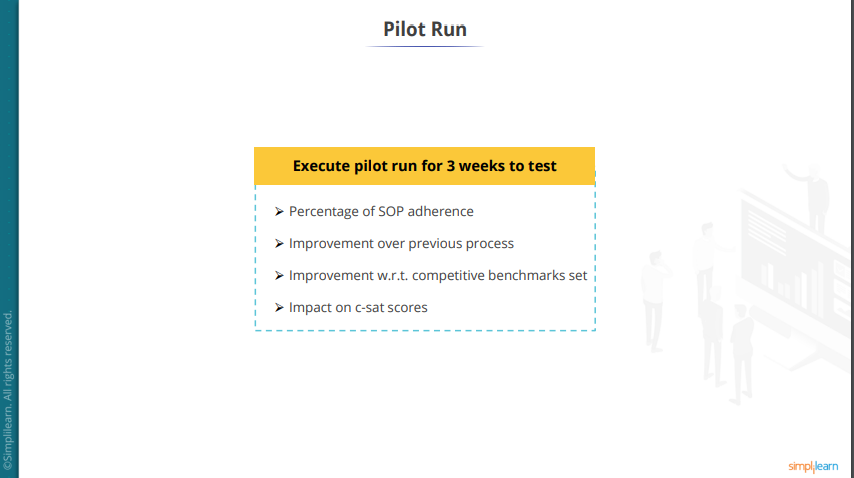 Pilot Run
Execute pilot run for 3 weeks to test
➢ Percentage of SOP adherence
➢ Improvement over previous process
➢ Improvement w.r.t. competitive benchmarks set
➢ Impact on c-sat scores
©Simplilearn. All rights reserved.
simplilearn